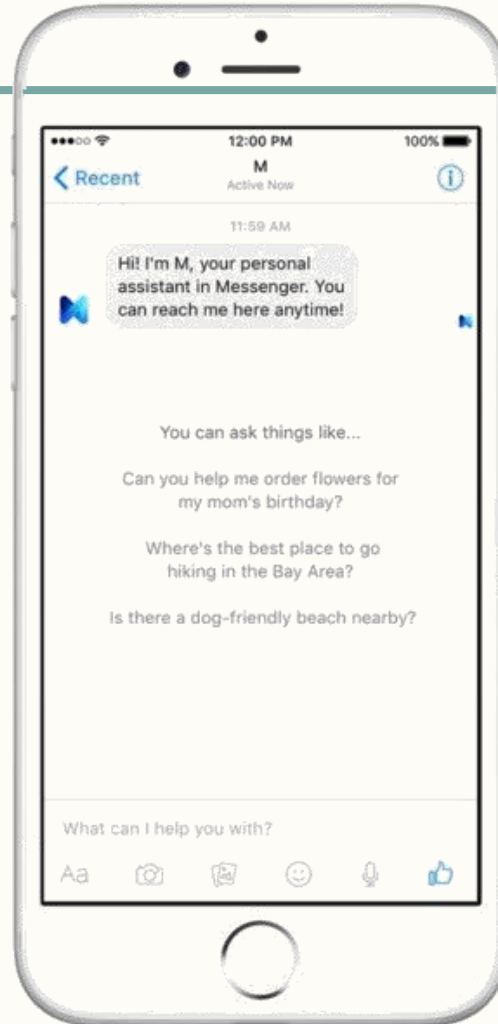 12:00 PM 100%
Recent M
Active Now
11:59 AM
Hi! I'm M, your personal
assistant in Messenger. You
can reach me here anytime!
You can ask things like...
Can you help me order flowers for
my mom's birthday?
Where's the best place to go
hiking in the Bay Area?
Is there a dog-friendly beach nearby?
What can I help you with?
Aa